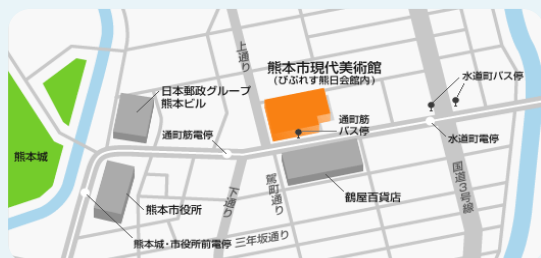 上通り
熊本市現代美術館
(びぷれす熊日会館内)
水道町バス停
日本郵政グループ
熊本ビル
通町筋
バス停
通町筋電停
水道町電停
熊本城
国道3号線
駕町通り
下通り
鶴屋百貨店
熊本市役所
三年坂通り
熊本城・市役所前電停